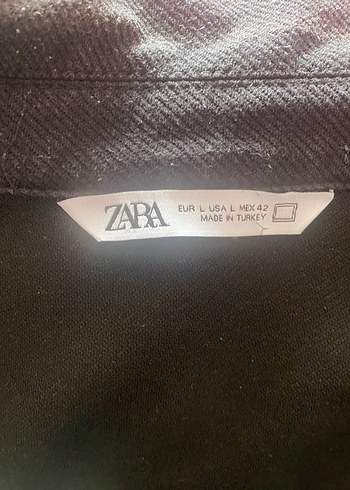 ZARA
EUR L USA L MEX 42
MADE IN TURKEY